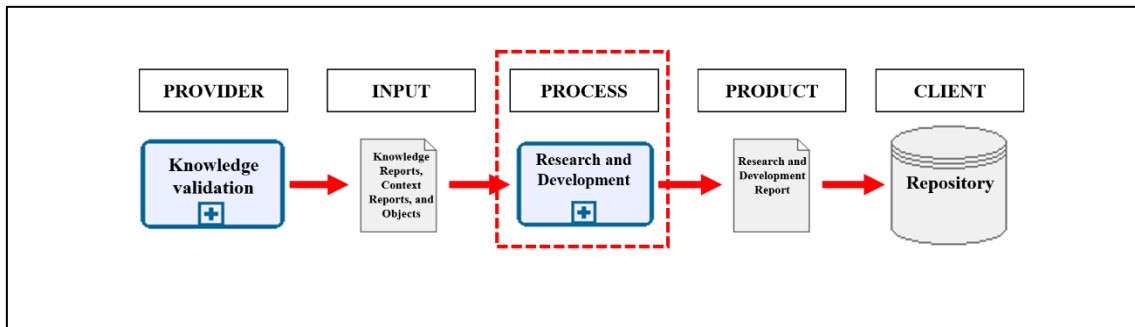 PROVIDER
INPUT
PROCESS
PRODUCT
CLIENT
Knowledge
validation
Knowledge
Reports,
Context
Reports, and
Objects
Research and
Development
Research and
Development
Report
Repository